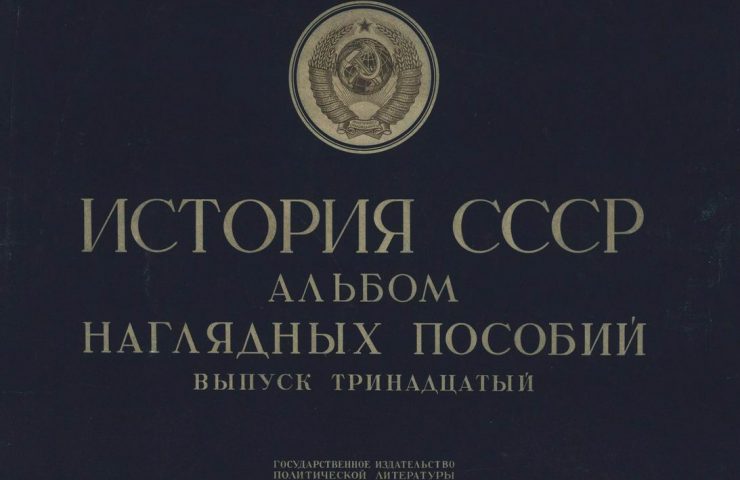 ИСТОРИЯ СССР
АЛЬБОМ
НАГЛЯДНЫХ ПОСОБИЙ
ВЫПУСК ТРИНАДЦАТЫЙ
ГОСУДАРСТВЕННОЕ ИЗДАТЕЛЬСТВО
ПОЛИТИЧЕСКОЙ ЛИТЕРАТУРЫ